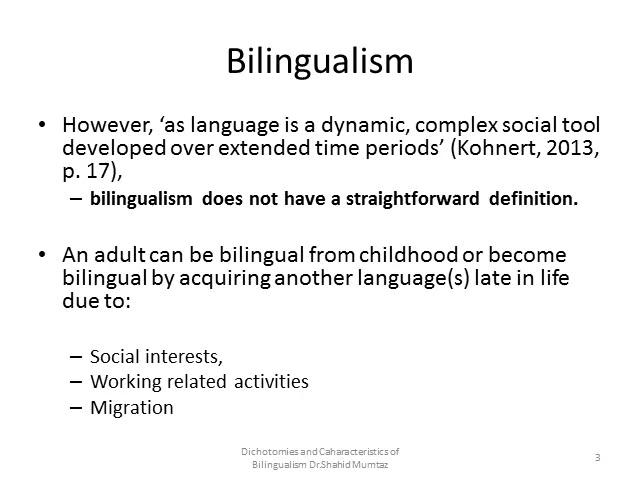 Bilingualism
• However, ‘as language is a dynamic, complex social tool
developed over extended time periods’ (Kohnert, 2013,
p. 17),
– bilingualism does not have a straightforward definition.
• An adult can be bilingual from childhood or become
bilingual by acquiring another language(s) late in life
due to:
– Social interests,
– Working related activities
– Migration
Dichotomies and Caharacteristics of
Bilingualism Dr.Shahid Mumtaz
3